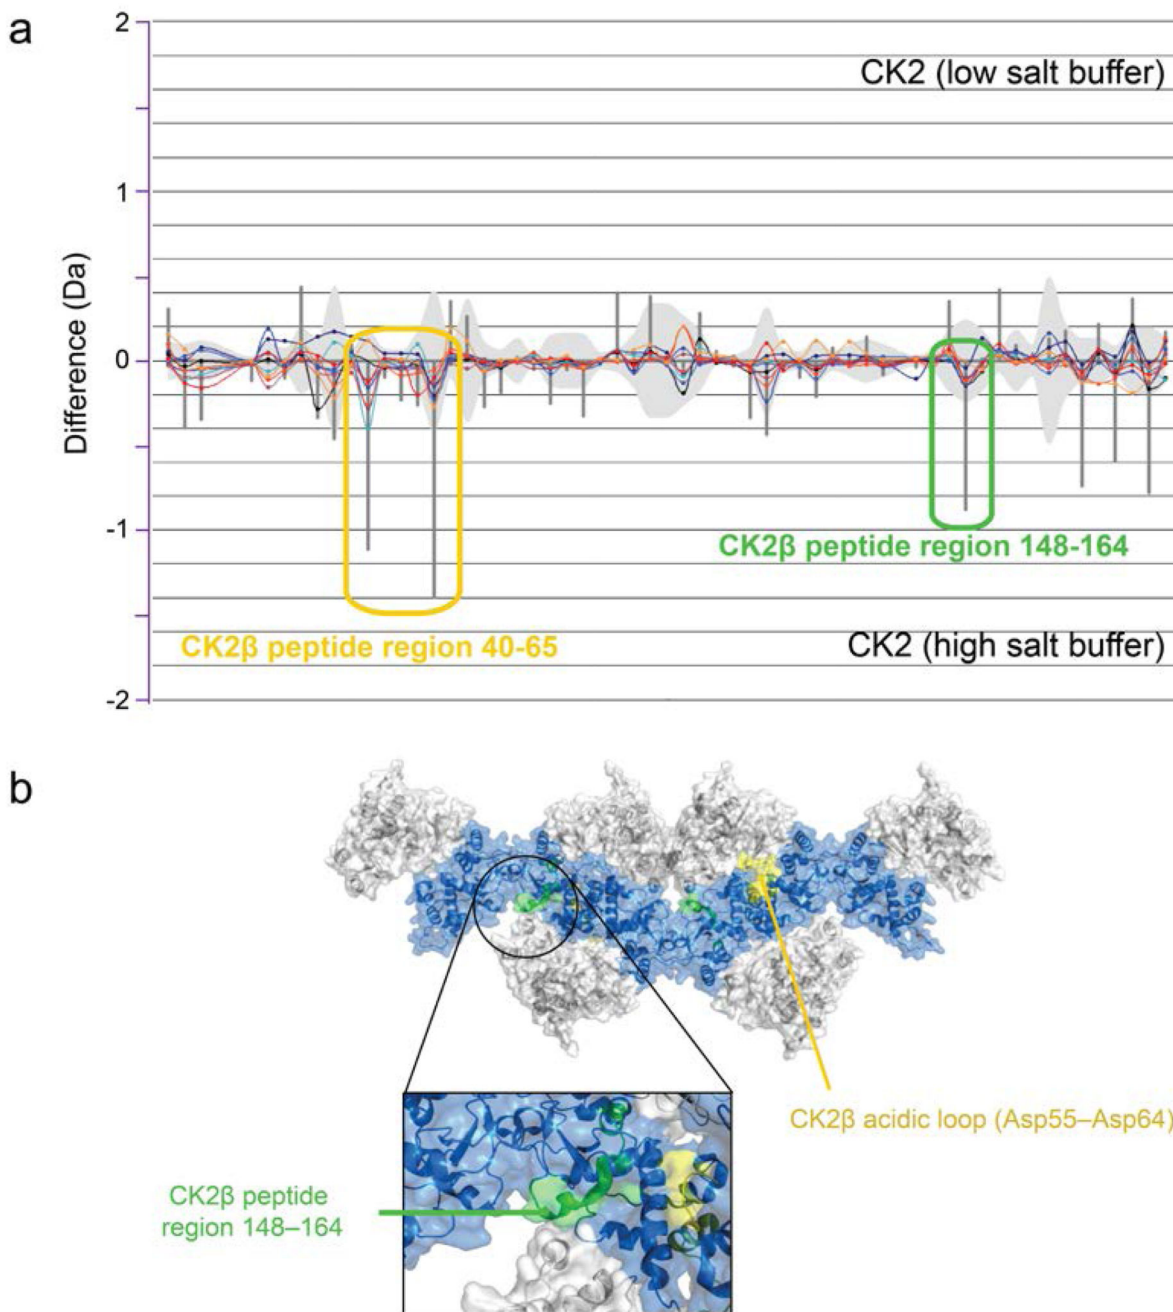 a
2
CK2 (low salt buffer)
1
Difference (Da)
0
-1
CK2β peptide region 148-164
CK2β peptide region 40-65
CK2 (high salt buffer)
-2
b
CK2β acidic loop (Asp55–Asp64)
CK2β peptide
region 148–164